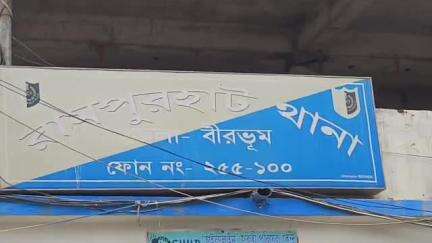 রামপুরহাট থানা
জেলা- বীরভূম
ফোন নং- ২৫৫-১০০